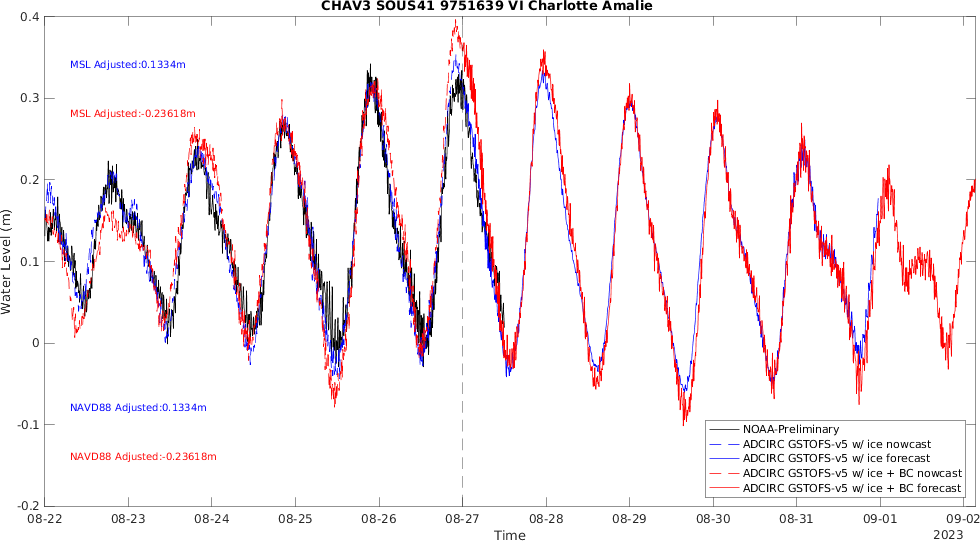 CHAV3 SOUS41 9751639 VI Charlotte Amalie
0.4
0.3
0.2
0.1
0
-0.1
-0.2
Water Level (m)
MSL Adjusted:0.1334m
MSL Adjusted:-0.23618m
NAVD88 Adjusted:0.1334m
NAVD88 Adjusted:-0.23618m
NOAA-Preliminary
ADCIRC GSTOFS-v5 w/ ice nowcast
ADCIRC GSTOFS-v5 w/ ice forecast
ADCIRC GSTOFS-v5 w/ ice + BC nowcast
ADCIRC GSTOFS-v5 w/ ice + BC forecast
08-22 08-23 08-24 08-25 08-26 08-27 08-28 08-29 08-30 08-31 09-01 09-02
Time
2023